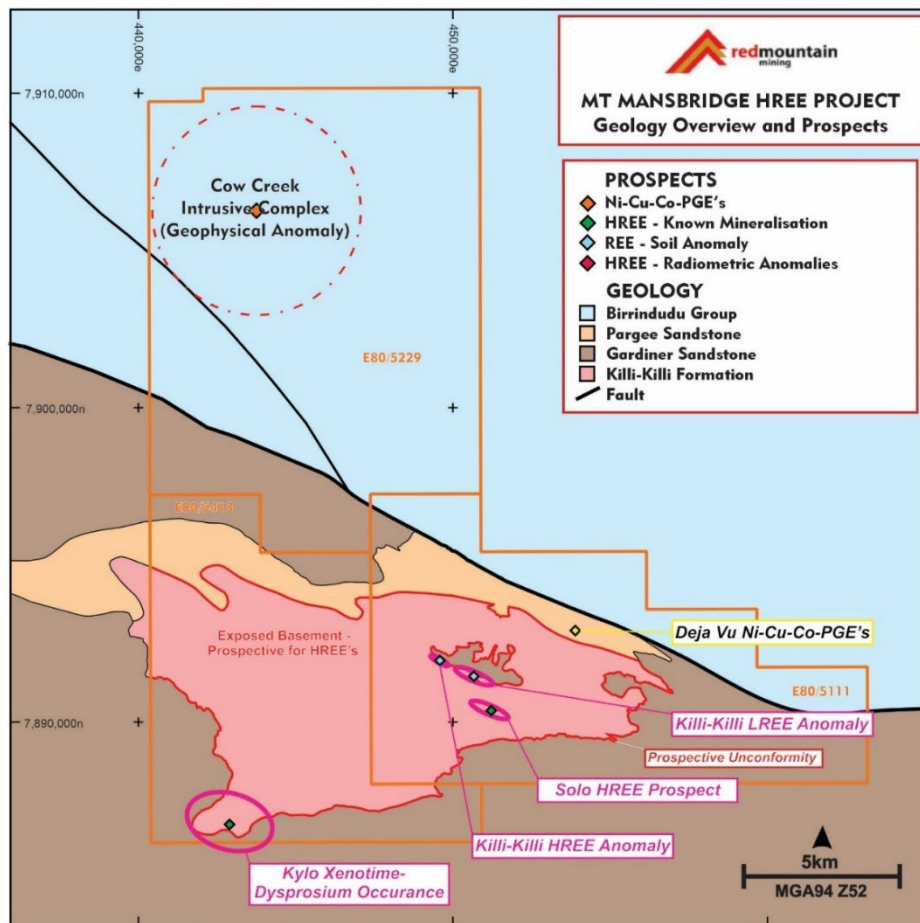 440,000e
450,000e
7,910,000n
7,900,000n
7,890,000n
redmountain
mining
MT MANSBRIDGE HREE PROJECT
Geology Overview and Prospects
PROSPECTS
Ni-Cu-Co-PGE's
HREE - Known Mineralisation
REE - Soil Anomaly
HREE - Radiometric Anomalies
GEOLOGY
Birrindudu Group
Pargee Sandstone
Gardiner Sandstone
Killi-Killi Formation
Fault
Cow Creek
Intrusive Complex
(Geophysical Anomaly)
E80/5229
E80/5413
Exposed Basement -
Prospective for HREE's
Deja Vu Ni-Cu-Co-PGE's
E80/5111
Killi-Killi LREE Anomaly
Prospective Unconformity
Solo HREE Prospect
Killi-Killi HREE Anomaly
Kylo Xenotime-
Dysprosium Occurance
5km
MGA94 Z52